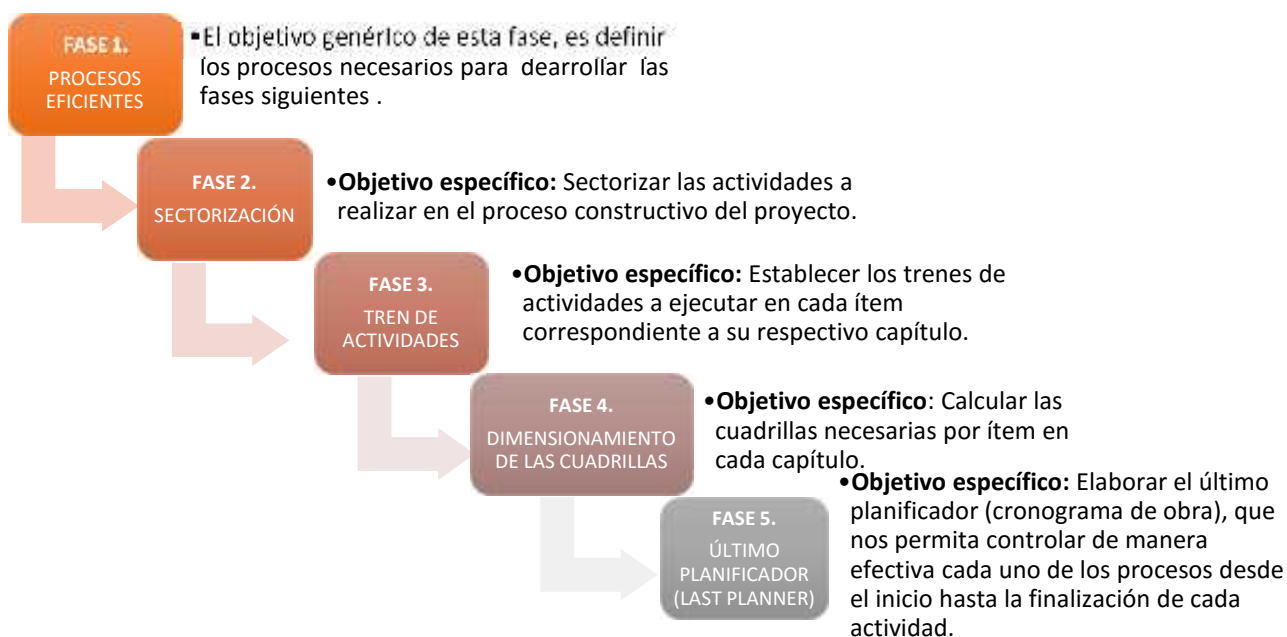 FASE 1.
PROCESOS
EFICIENTES
▪El objetivo genérico de esta fase, es definir
los procesos necesarios para dearrollar las
fases siguientes .
FASE 2.
SECTORIZACIÓN
•Objetivo específico: Sectorizar las actividades a
realizar en el proceso constructivo del proyecto.
FASE 3.
TREN DE
ACTIVIDADES
•Objetivo específico: Establecer los trenes de
actividades a ejecutar en cada ítem
correspondiente a su respectivo capítulo.
FASE 4.
DIMENSIONAMIENTO
DE LAS CUADRILLAS
•Objetivo específico: Calcular las
cuadrillas necesarias por ítem en
cada capítulo.
FASE 5.
ÚLTIMO
PLANIFICADOR
(LAST PLANNER)
•Objetivo específico: Elaborar el último
planificador (cronograma de obra), que
nos permita controlar de manera
efectiva cada uno de los procesos desde
el inicio hasta la finalización de cada
actividad.